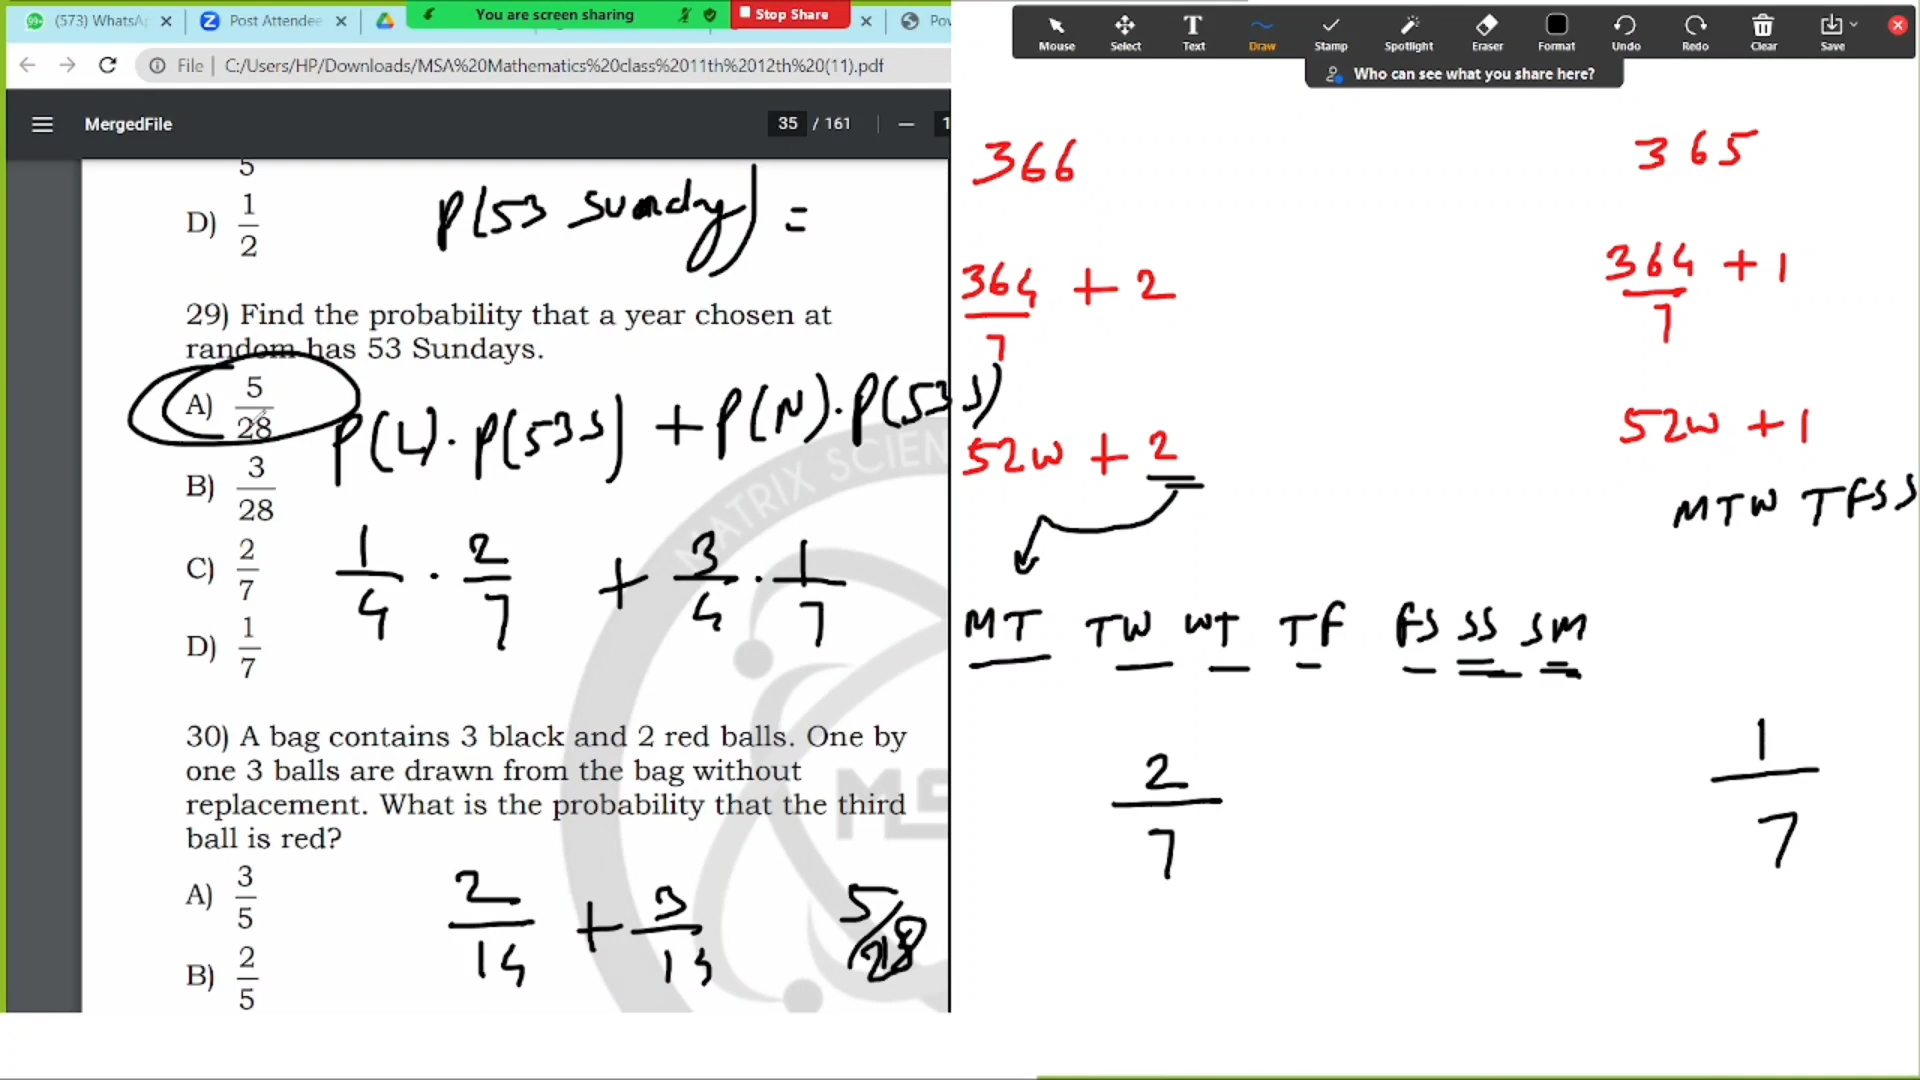 (573) WhatsAp
Post Attendee
You are screen sharing
Stop Share
Pov
File | C:/Users/HP/Downloads/MSA%20Mathematics%20class%2011th%2012th%20(11).pdf
Mouse Select Text Draw Stamp Spotlight Eraser Format Undo Redo Clear Save
Who can see what you share here?
MergedFile
35 / 161
5
D) 1/2
P(53 Sunday) =
29) Find the probability that a year chosen at
random has 53 Sundays.
A) 5/28
P(L).P(53S) + P(N).P(53S)
B) 3/28
C) 2/7
1/4 . 2/7 + 3/4 . 1/7
D) 1/7
30) A bag contains 3 black and 2 red balls. One by
one 3 balls are drawn from the bag without
replacement. What is the probability that the third
ball is red?
A) 3/5
B) 2/5
5/28
MATRIX SCIEN
366
364/7 + 2
52w + 2
MT TW WT TF FS SS SM
2/7
365
364/7 + 1
52w + 1
MTW TFSS
1/7